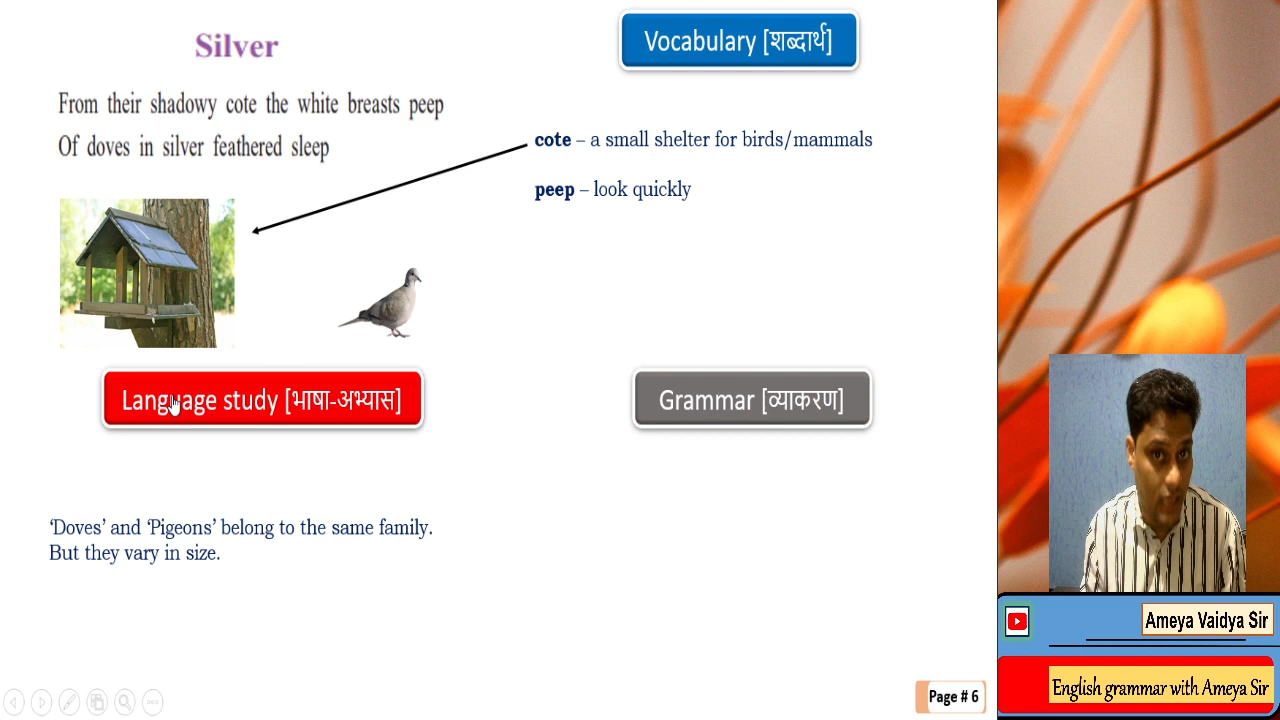 Silver
From their shadowy cote the white breasts peep
Of doves in silver feathered sleep
Vocabulary [शब्दार्थ]
cote – a small shelter for birds/mammals
peep – look quickly
Language study [भाषा-अभ्यास]
Grammar [व्याकरण]
‘Doves’ and ‘Pigeons’ belong to the same family.
But they vary in size.
Ameya Vaidya Sir
English grammar with Ameya Sir
Page # 6